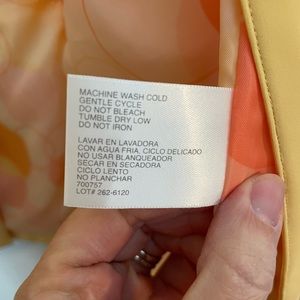 MACHINE WASH COLD
GENTLE CYCLE
DO NOT BLEACH
TUMBLE DRY LOW
DO NOT IRON
LAVAR EN LAVADORA
CON AGUA FRIA, CICLO DELICADO
NO USAR BLANQUEADOR
SECAR EN SECADORA
CICLO LENTO
NO PLANCHAR
700757
LOT# 262-6120